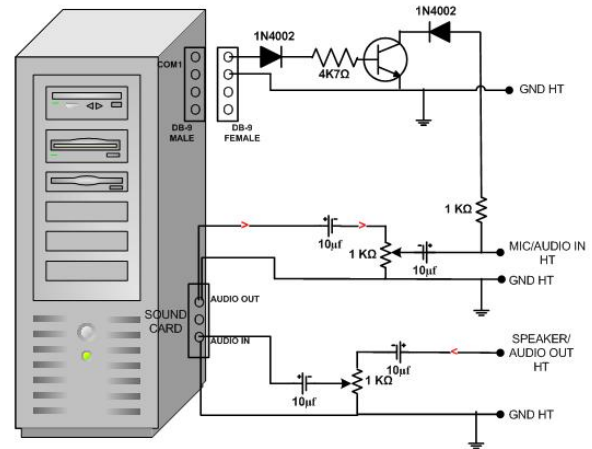 1N4002
1N4002
COM1
4K7Ω
GND HT
DB-9
MALE
DB-9
FEMALE
1 KΩ
10µf
1 KΩ
10µf
MIC/AUDIO IN
HT
GND HT
AUDIO OUT
SOUND
CARD
AUDIO IN
SPEAKER/
AUDIO OUT
HT
10µf
1 KΩ
10µf
GND HT